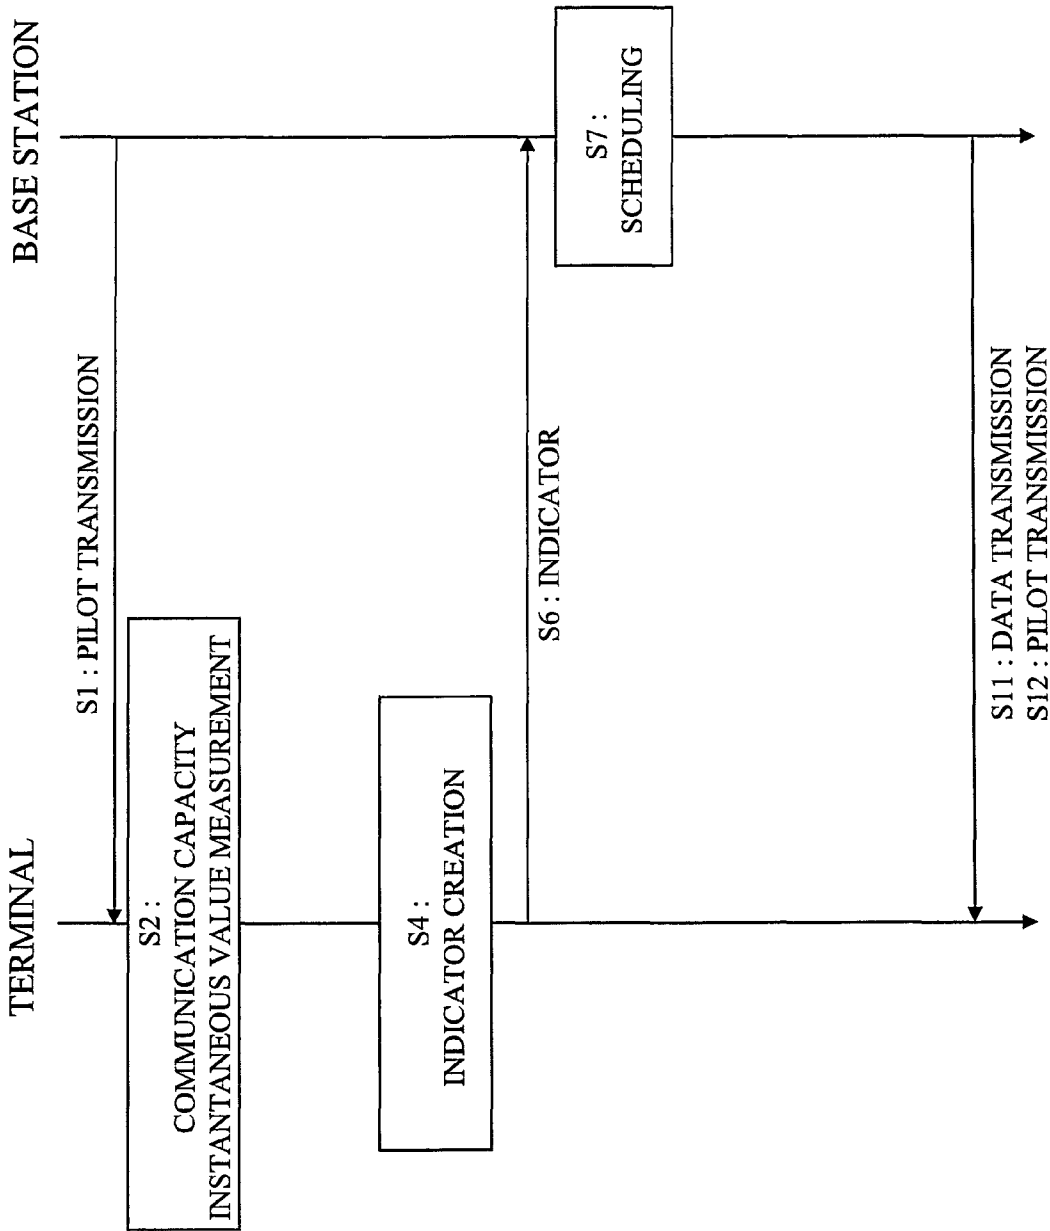 TERMINAL
BASE STATION
S1 : PILOT TRANSMISSION
S2 :
COMMUNICATION CAPACITY
INSTANTANEOUS VALUE MEASUREMENT
S4 :
INDICATOR CREATION
S6 : INDICATOR
S7 :
SCHEDULING
S11 : DATA TRANSMISSION
S12 : PILOT TRANSMISSION